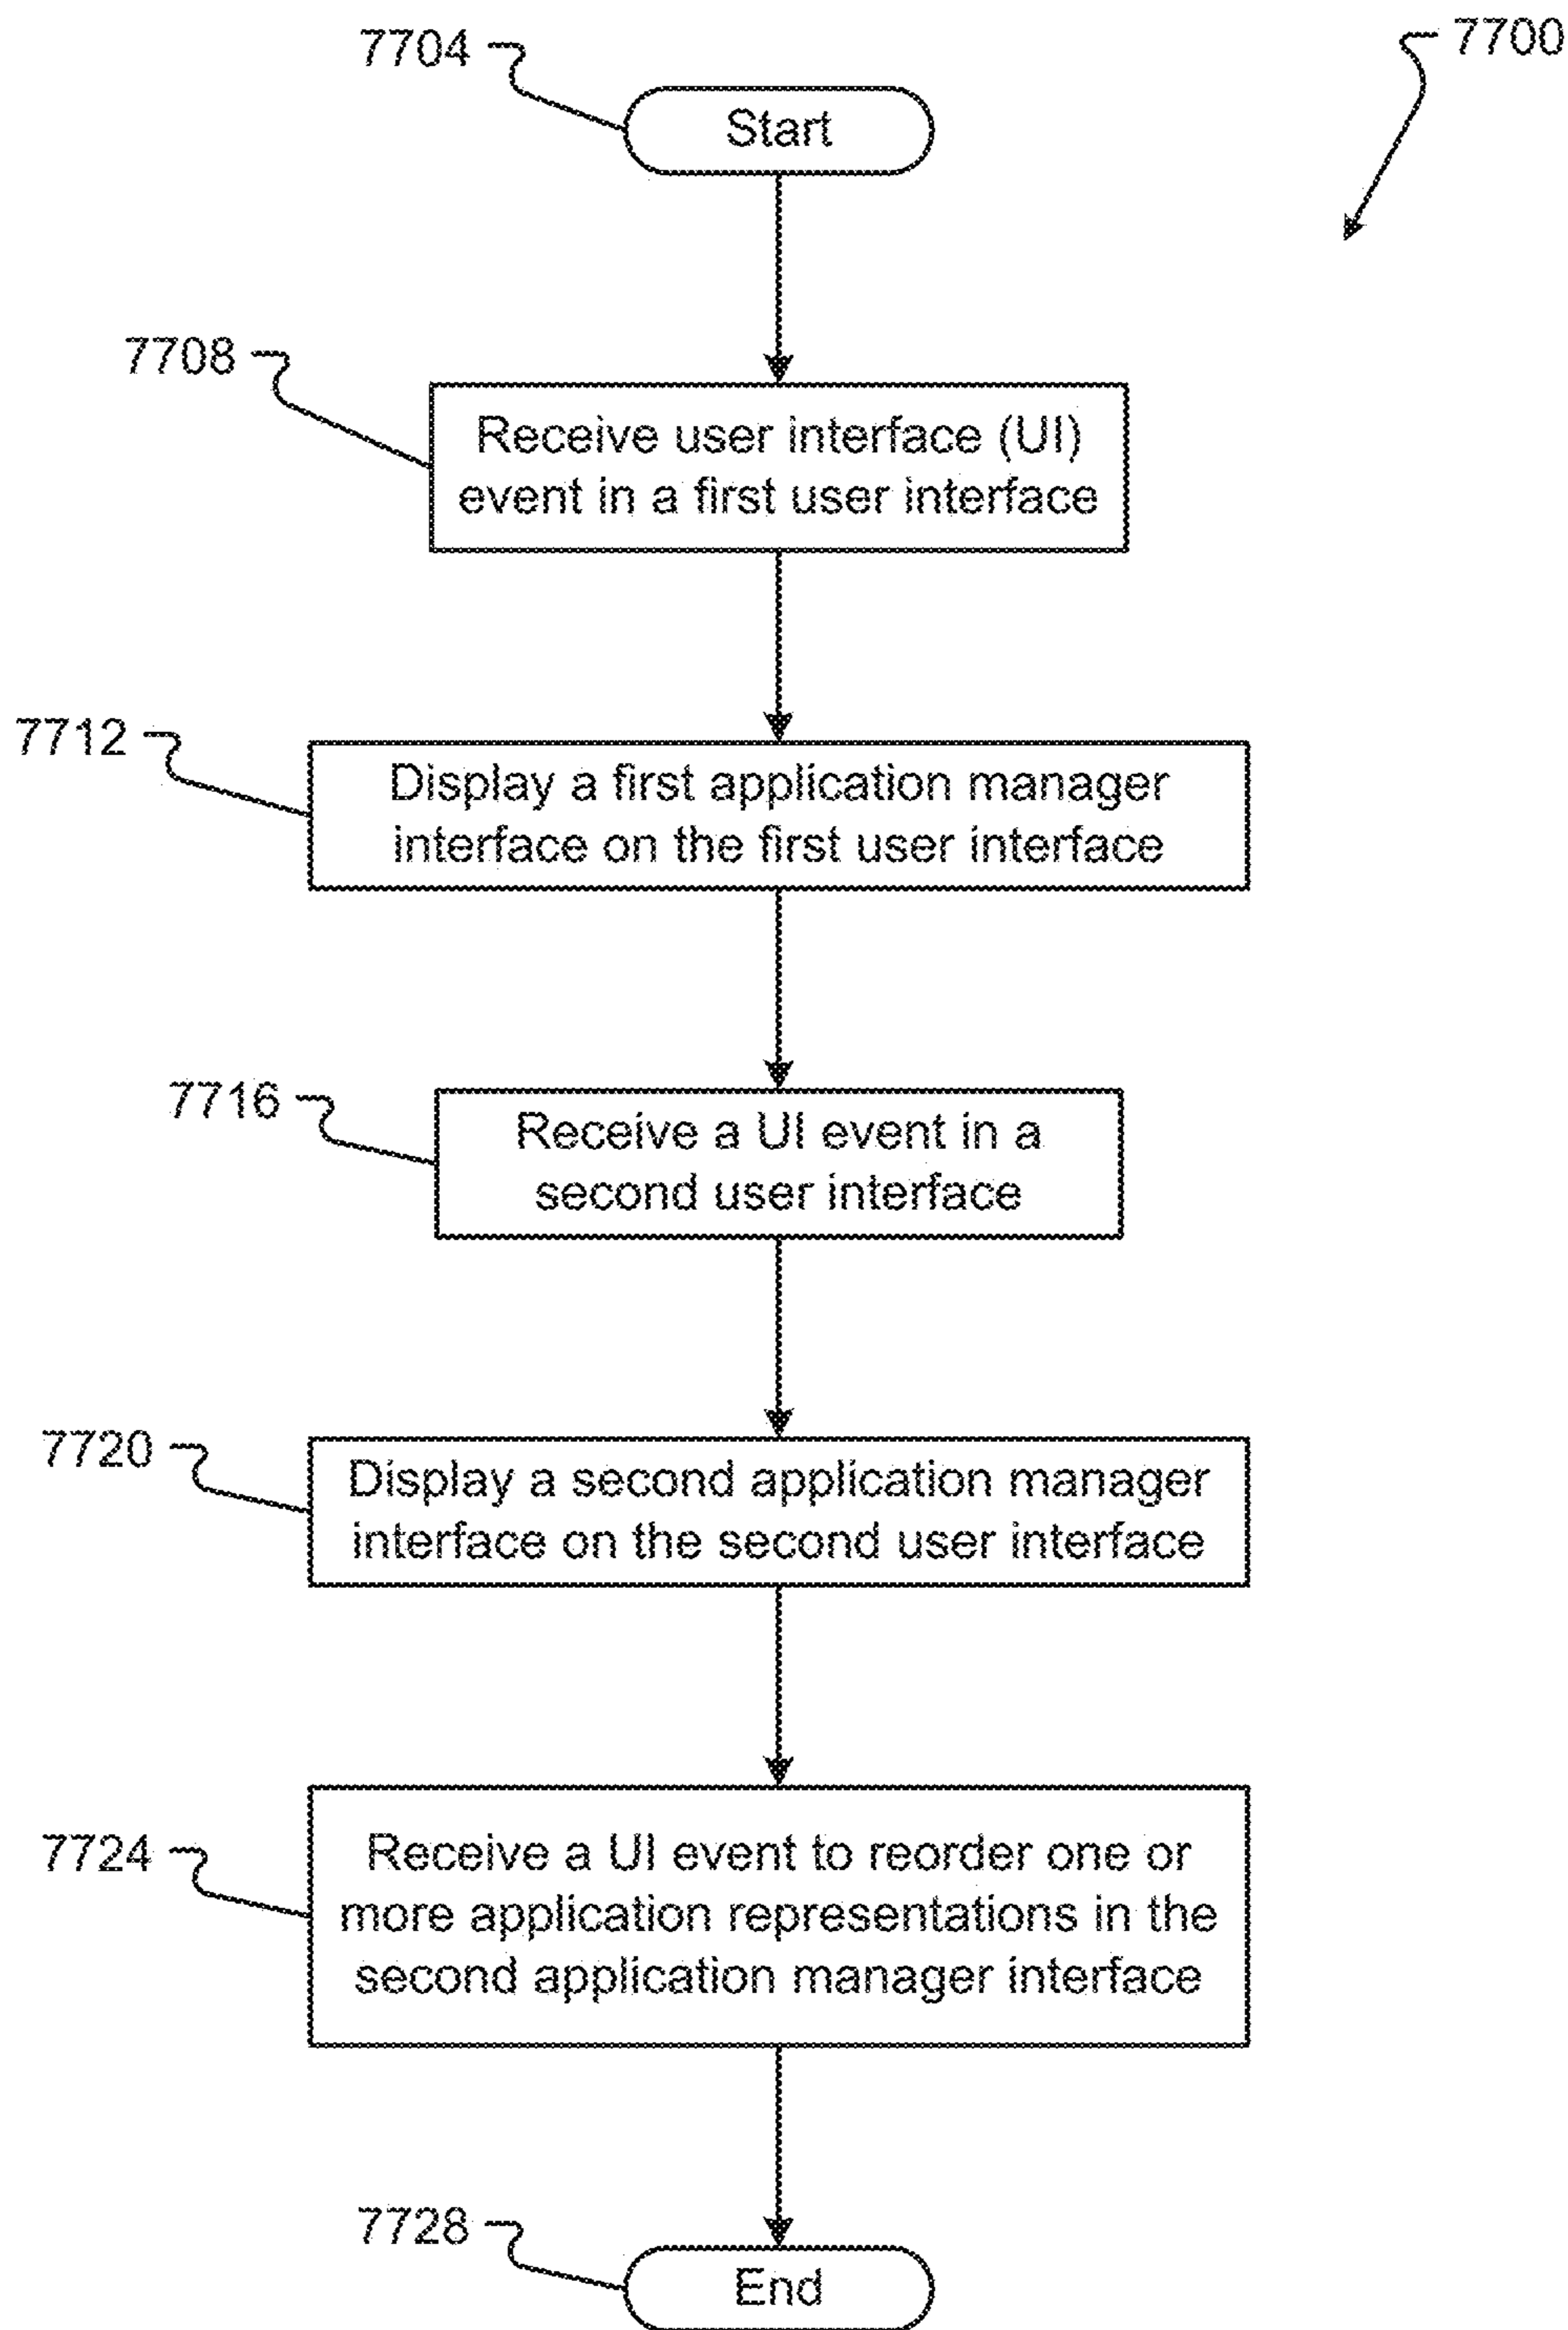 7700
7704
Start
7708
Receive user interface (UI)
event in a first user interface
7712
Display a first application manager
interface on the first user interface
7716
Receive a UI event in a
second user interface
7720
Display a second application manager
interface on the second user interface
7724
Receive a UI event to reorder one or
more application representations in the
second application manager interface
7728
End